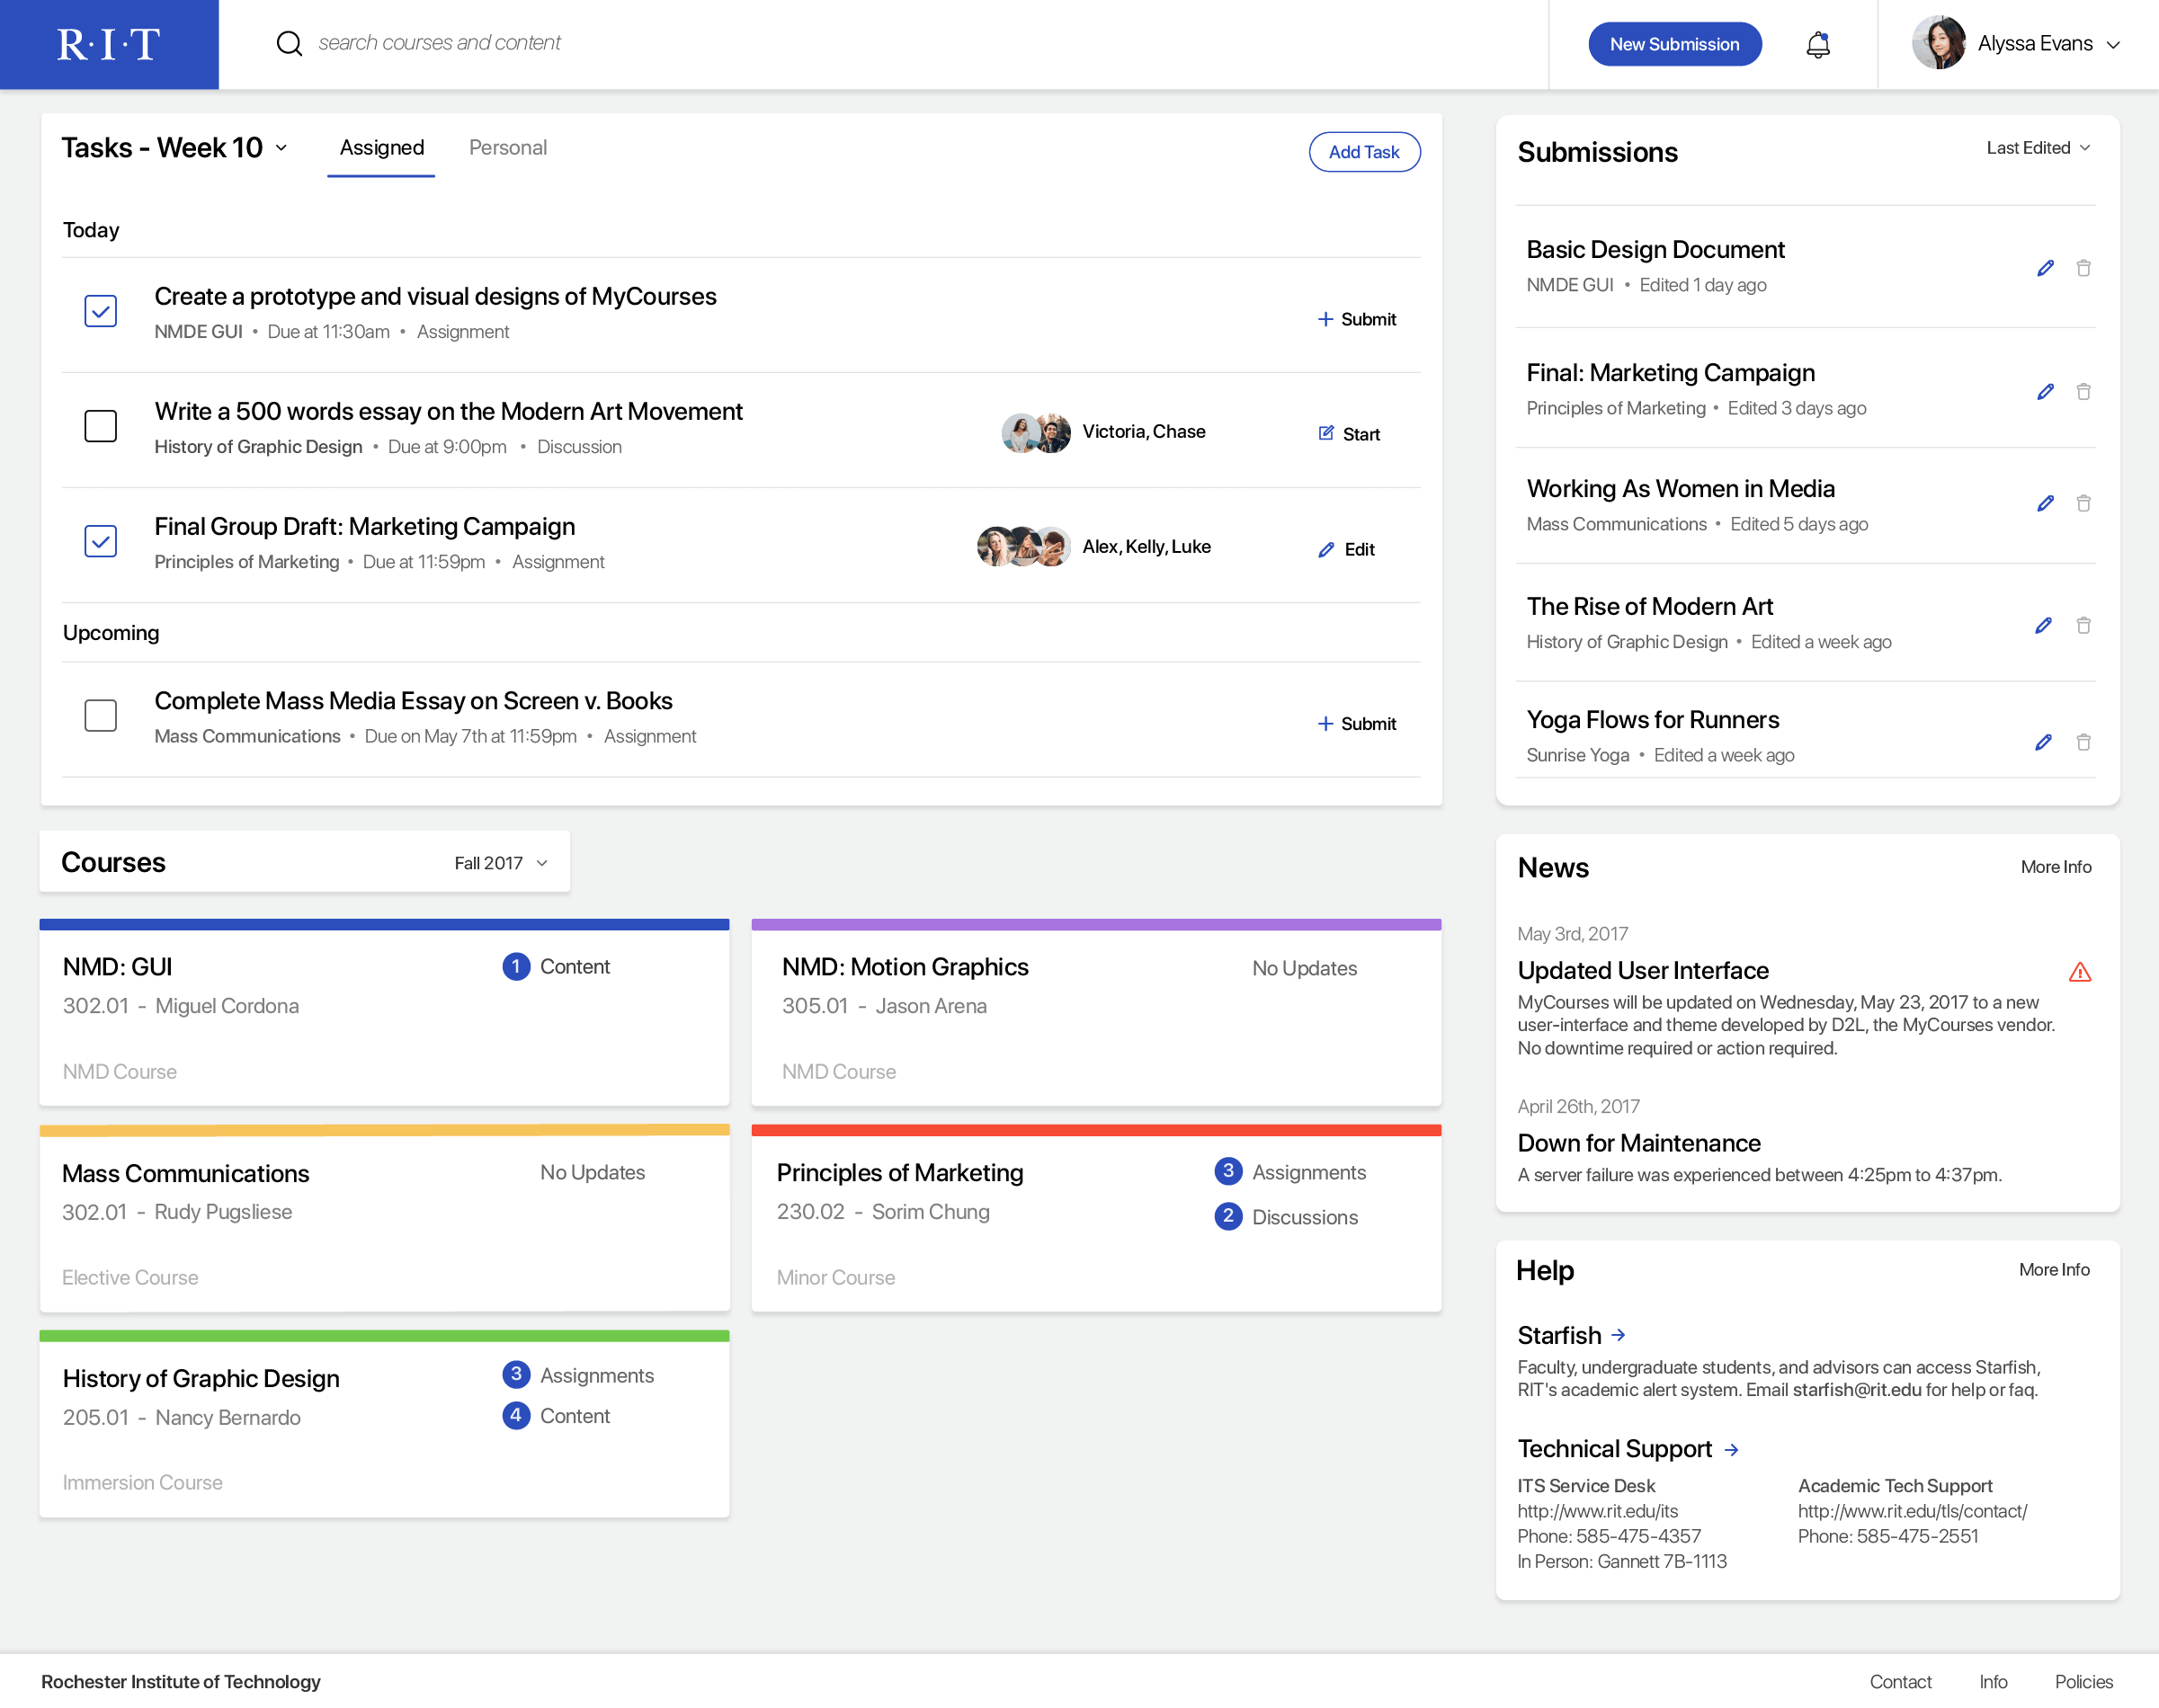 R·I·T
search courses and content
New Submission
Alyssa Evans
Tasks - Week 10
Assigned
Personal
Add Task
Today
Create a prototype and visual designs of MyCourses
NMDE GUI • Due at 11:30am • Assignment
Submit
Write a 500 words essay on the Modern Art Movement
History of Graphic Design • Due at 9:00pm • Discussion
Victoria, Chase
Start
Final Group Draft: Marketing Campaign
Principles of Marketing • Due at 11:59pm • Assignment
Alex, Kelly, Luke
Edit
Upcoming
Complete Mass Media Essay on Screen v. Books
Mass Communications • Due on May 7th at 11:59pm • Assignment
Submit
Submissions
Last Edited
Basic Design Document
NMDE GUI • Edited 1 day ago
Final: Marketing Campaign
Principles of Marketing • Edited 3 days ago
Working As Women in Media
Mass Communications • Edited 5 days ago
The Rise of Modern Art
History of Graphic Design • Edited a week ago
Yoga Flows for Runners
Sunrise Yoga • Edited a week ago
Courses
Fall 2017
NMD: GUI
302.01 - Miguel Cordona
NMD Course
1 Content
NMD: Motion Graphics
305.01 - Jason Arena
NMD Course
No Updates
Mass Communications
302.01 - Rudy Pugsliese
Elective Course
No Updates
Principles of Marketing
230.02 - Sorim Chung
Minor Course
3 Assignments
2 Discussions
History of Graphic Design
205.01 - Nancy Bernardo
Immersion Course
3 Assignments
4 Content
News
More Info
May 3rd, 2017
Updated User Interface
MyCourses will be updated on Wednesday, May 23, 2017 to a new
user-interface and theme developed by D2L, the MyCourses vendor.
No downtime required or action required.
April 26th, 2017
Down for Maintenance
A server failure was experienced between 4:25pm to 4:37pm.
Help
More Info
Starfish
Faculty, undergraduate students, and advisors can access Starfish,
RIT's academic alert system. Email starfish@rit.edu for help or faq.
Technical Support
ITS Service Desk
http://www.rit.edu/its
Phone: 585-475-4357
In Person: Gannett 7B-1113
Academic Tech Support
http://www.rit.edu/tls/contact/
Phone: 585-475-2551
Rochester Institute of Technology
Contact
Info
Policies